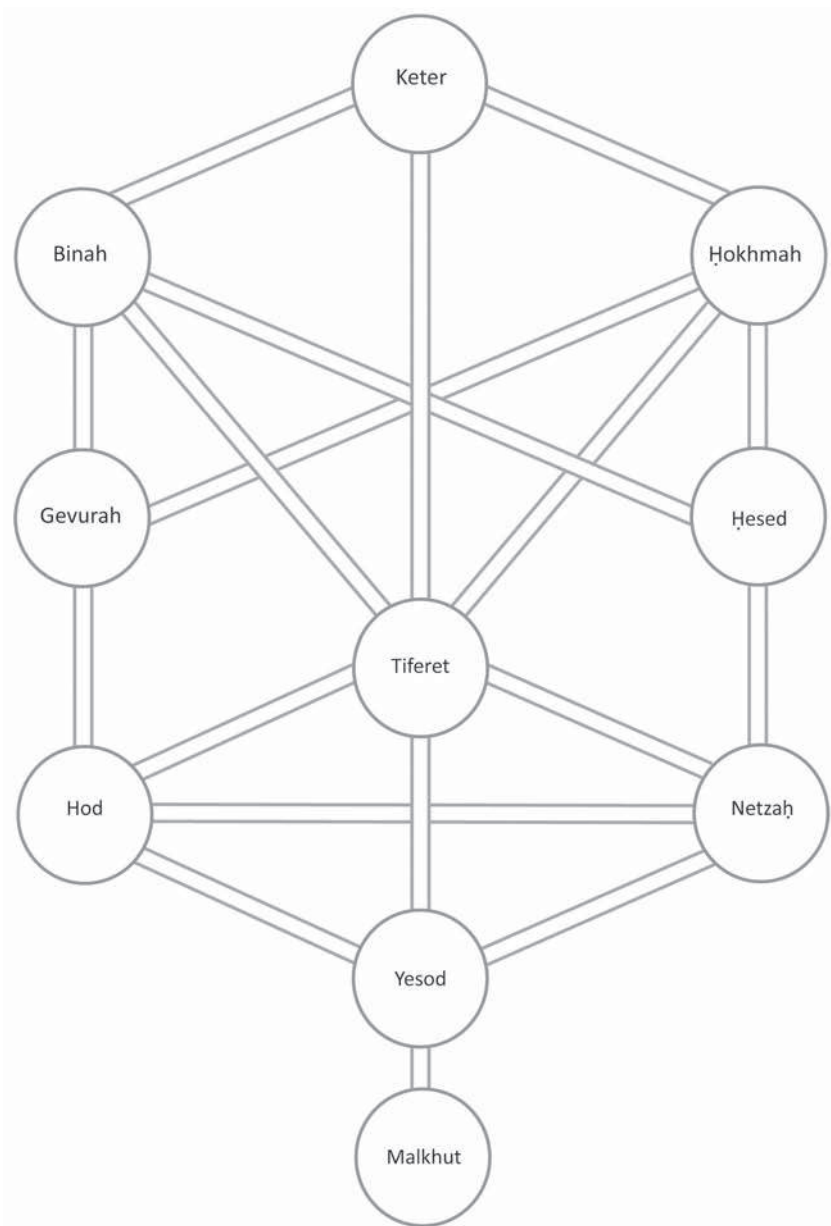 Keter
Binah
Ḥokhmah
Gevurah
Ḥesed
Tiferet
Hod
Netzaḥ
Yesod
Malkhut